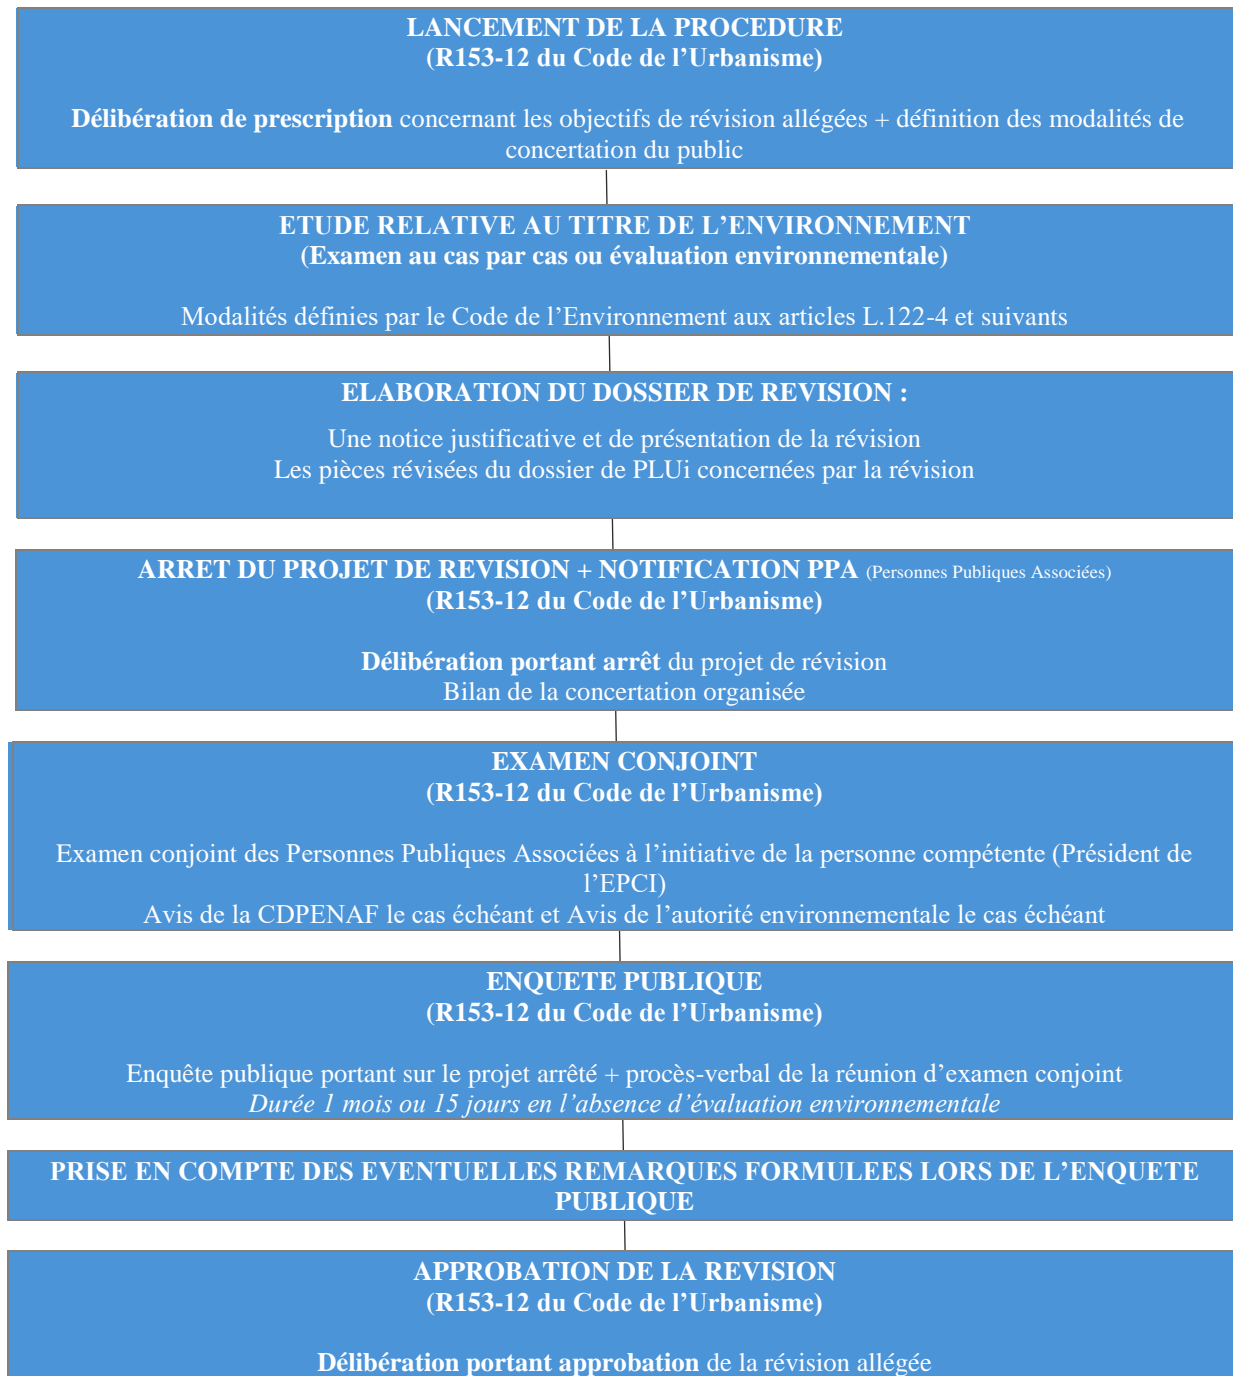 LANCEMENT DE LA PROCEDURE
(R153-12 du Code de l’Urbanisme)
Délibération de prescription concernant les objectifs de révision allégées + définition des modalités de
concertation du public
ETUDE RELATIVE AU TITRE DE L’ENVIRONNEMENT
(Examen au cas par cas ou évaluation environnementale)
Modalités définies par le Code de l’Environnement aux articles L.122-4 et suivants
ELABORATION DU DOSSIER DE REVISION :
Une notice justificative et de présentation de la révision
Les pièces révisées du dossier de PLUi concernées par la révision
ARRET DU PROJET DE REVISION + NOTIFICATION PPA (Personnes Publiques Associées)
(R153-12 du Code de l’Urbanisme)
Délibération portant arrêt du projet de révision
Bilan de la concertation organisée
EXAMEN CONJOINT
(R153-12 du Code de l’Urbanisme)
Examen conjoint des Personnes Publiques Associées à l’initiative de la personne compétente (Président de
l’EPCI)
Avis de la CDPENAF le cas échéant et Avis de l’autorité environnementale le cas échéant
ENQUETE PUBLIQUE
(R153-12 du Code de l’Urbanisme)
Enquête publique portant sur le projet arrêté + procès-verbal de la réunion d’examen conjoint
Durée 1 mois ou 15 jours en l’absence d’évaluation environnementale
PRISE EN COMPTE DES EVENTUELLES REMARQUES FORMULEES LORS DE L’ENQUETE
PUBLIQUE
APPROBATION DE LA REVISION
(R153-12 du Code de l’Urbanisme)
Délibération portant approbation de la révision allégée